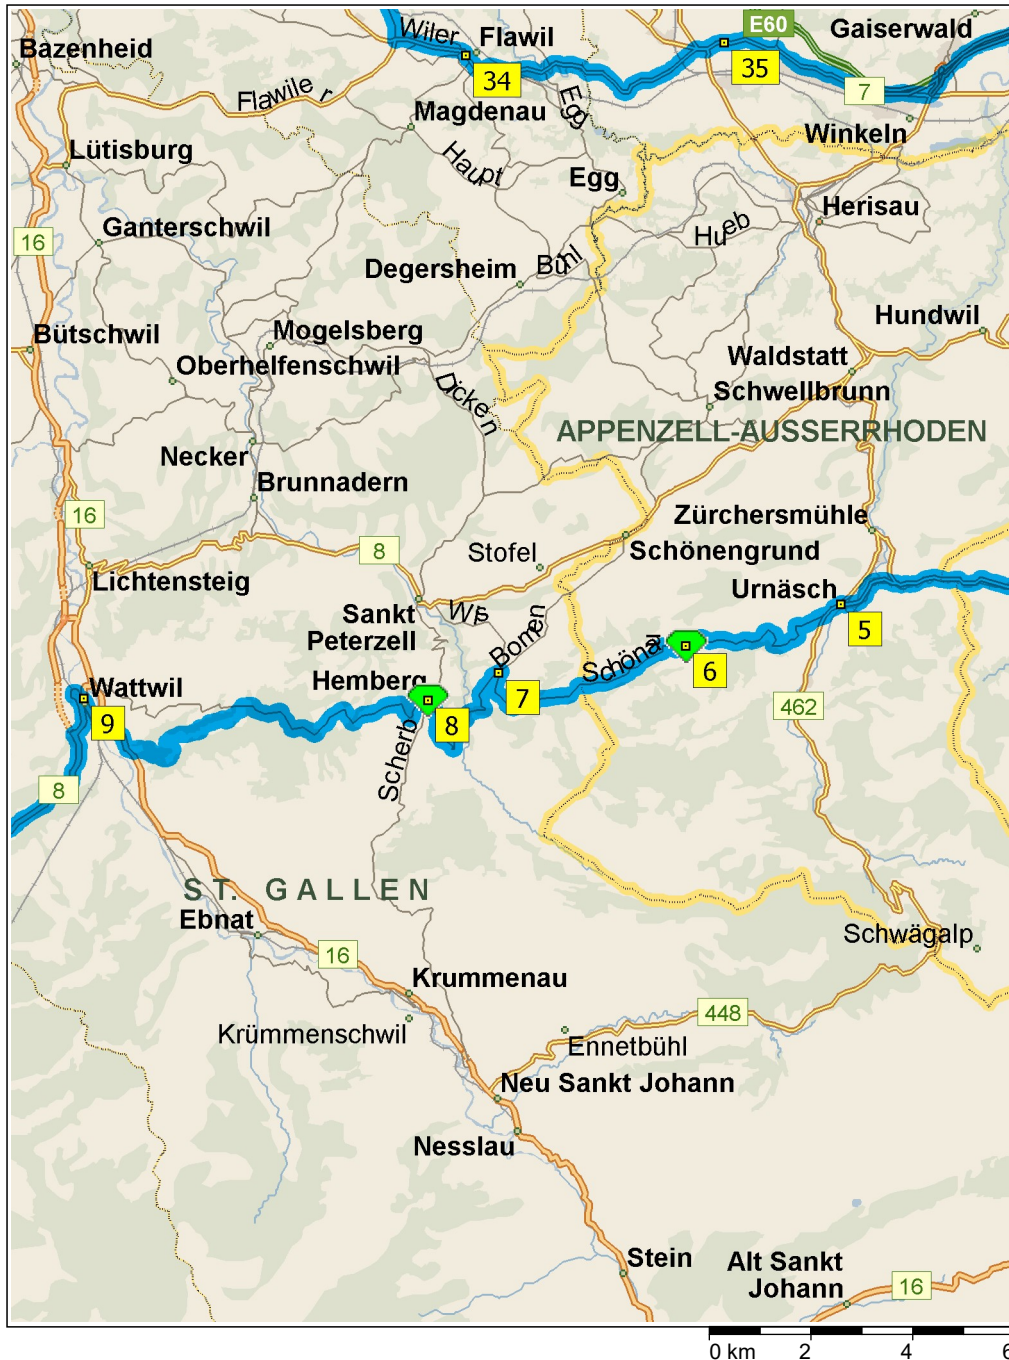 Wiler
Flawil
E60
Gaiserwald
Bazenheid
34
35
7
Flawiler
Magdenau
Egg
Winkeln
Lütisburg
Haupt
Egg
Herisau
16
Ganterschwil
Hueb
Degersheim
Bühl
Hundwil
Bütschwil
Mogelsberg
Oberhelfenschwil
Waldstatt
Dicken
Schwellbrunn
APPENZELL-AUSSERRHODEN
Necker
Brunnadern
16
Zürchersmühle
8
Stofel
Schönengrund
Lichtensteig
Urnäsch
Sankt
Peterzell
Wis
Bomen
5
Schönau
6
Hemberg
Wattwil
7
9
8
462
Scherb
8
ST. GALLEN
Ebnat
Schwägalp
16
Krummenau
448
Krümmenschwil
Ennetbühl
Neu Sankt Johann
Nesslau
Stein
Alt Sankt
Johann
16
0 km 2 4 6